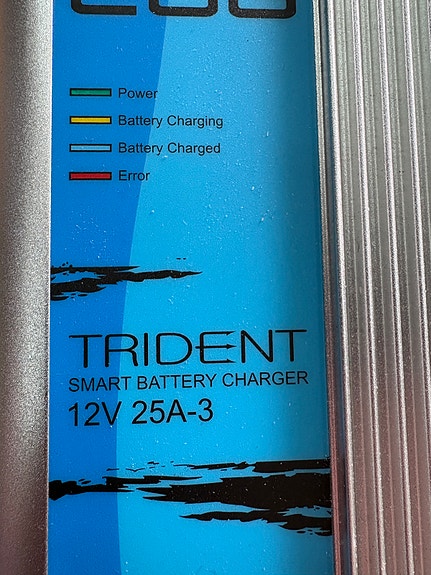 Power
Battery Charging
Battery Charged
Error
TRIDENT
SMART BATTERY CHARGER
12V 25A-3